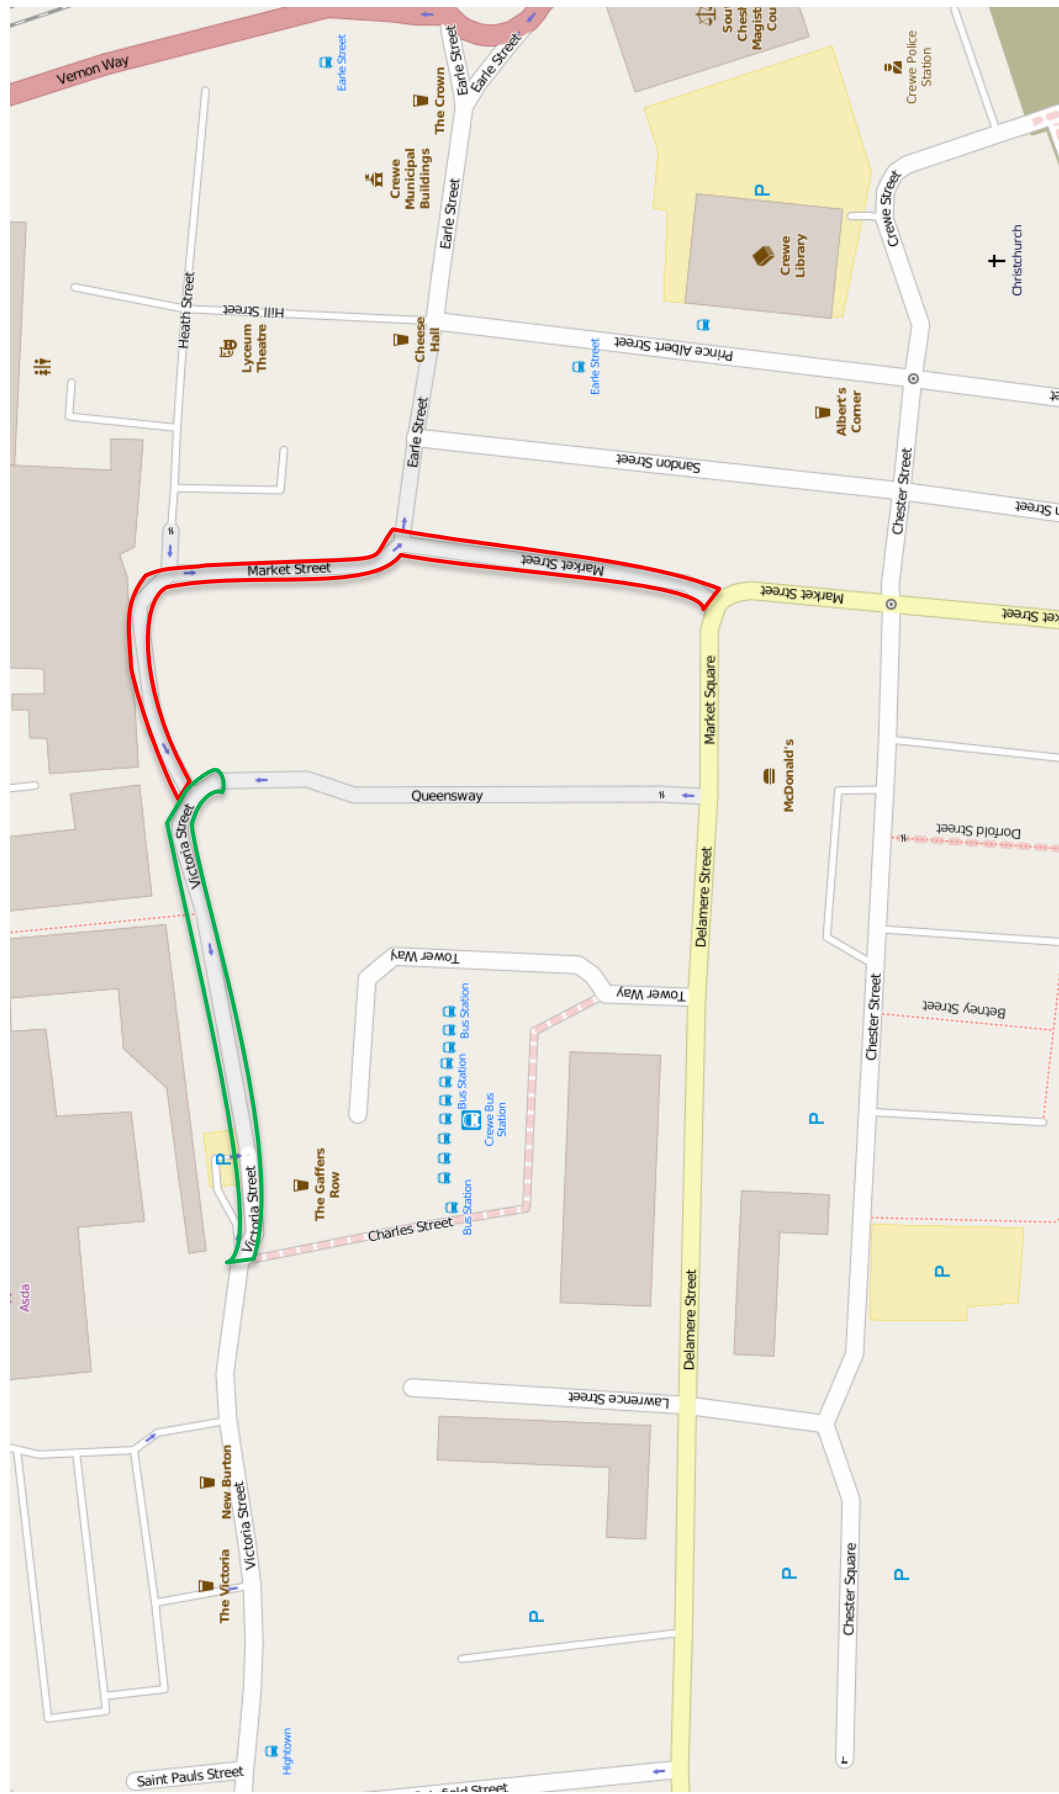 Vernon Way
Earle Street
Earle Street
Earle Street
The Crown
Crewe
Municipal
Buildings
Earle Street
Crewe Police
Station
P
Crewe
Library
Crewe Street
Christchurch
Heath Street
Hill Street
Lyceum
Theatre
Cheese
Hall
Prince Albert Street
Earle Street
Albert's
Corner
Earle Street
Sandon Street
Chester Street
Market Street
Market Street
Market Street
Market Street
Market Square
McDonald's
Queensway
Victoria Street
Dorfold Street
Delamere Street
Tower Way
Tower Way
Bus Station
Bus Station
Crewe Bus
Station
Bus Station
Betney Street
Chester Street
P
P
The Gaffers
Row
Victoria Street
Charles Street
Asda
P
Delamere Street
Lawrence Street
New Burton
Victoria Street
The Victoria
P
P
P
Chester Square
Hightown
Saint Pauls Street